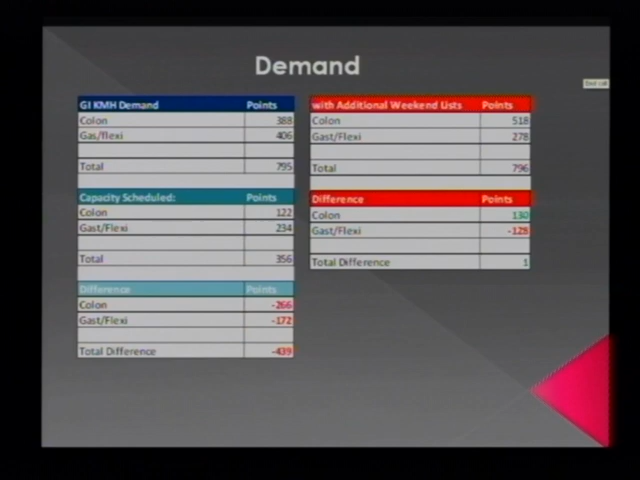 Demand
GI KMH Demand Points
Colon 388
Gas/flexi 406
Total 795
Capacity Scheduled: Points
Colon 122
Gast/Flexi 234
Total 356
Difference Points
Colon -266
Gast/Flexi -172
Total Difference -439
with Additional Weekend Lists Points
Colon 518
Gast/Flexi 278
Total 796
Difference Points
Colon 130
Gast/Flexi -128
Total Difference 1